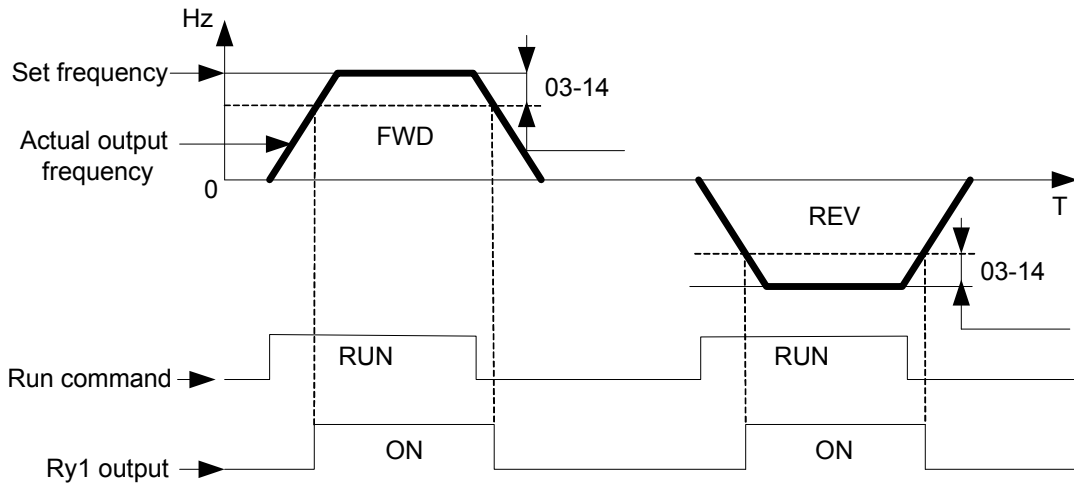 Hz
Set frequency
03-14
Actual output
frequency
FWD
0
T
REV
03-14
RUN
RUN
Run command
ON
ON
Ry1 output